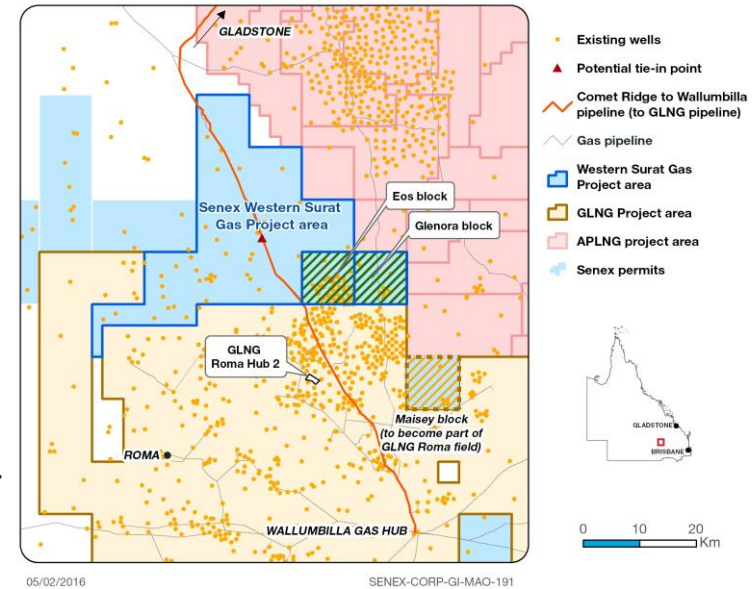 GLADSTONE
Eos block
Glenora block
Senex Western Surat
Gas Project area
GLNG
Roma Hub 2
Maisey block
(to become part of
GLNG Roma field)
ROMA
WALLUMBILLA GAS HUB
05/02/2016
SENEX-CORP-GI-MAO-191
Existing wells
Potential tie-in point
Comet Ridge to Wallumbilla
pipeline (to GLNG pipeline)
Gas pipeline
Western Surat Gas
Project area
GLNG Project area
APLNG project area
Senex permits
GLADSTONE
BRISBANE
0 10 20
Km